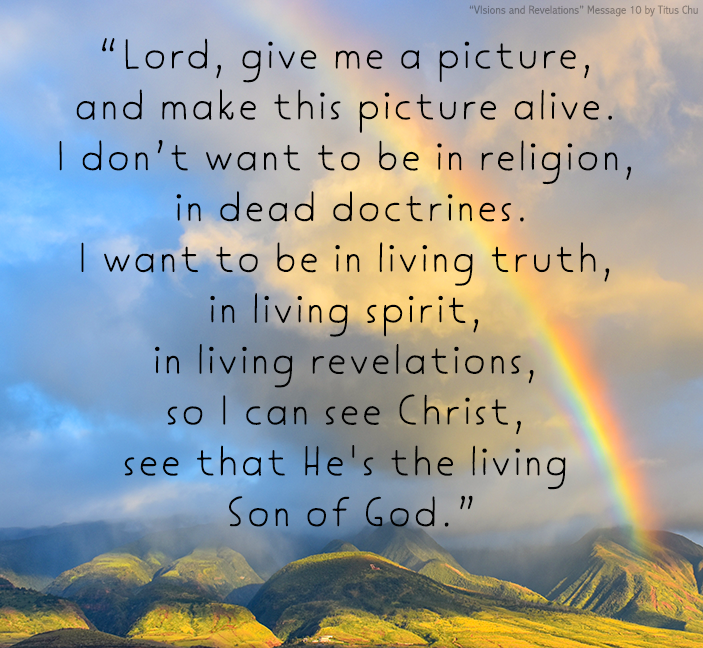 "Visions and Revelations" Message 10 by Titus Chu
“Lord, give me a picture,
and make this picture alive.
I don’t want to be in religion,
in dead doctrines.
I want to be in living truth,
in living spirit,
in living revelations,
so I can see Christ,
see that He's the living
Son of God.”